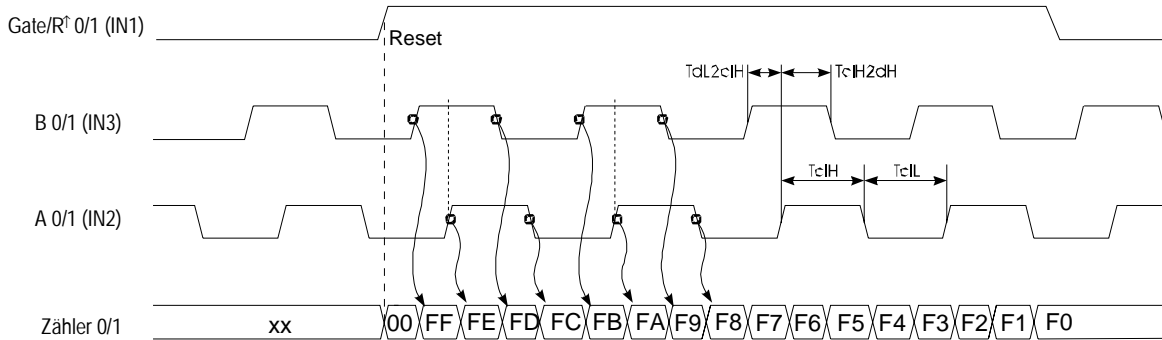 Gate/R↑ 0/1 (IN1)
Reset
TdL2clH TclH2dH
B 0/1 (IN3)
TclH TclL
A 0/1 (IN2)
Zähler 0/1 xx 00 FF FE FD FC FB FA F9 F8 F7 F6 F5 F4 F3 F2 F1 F0